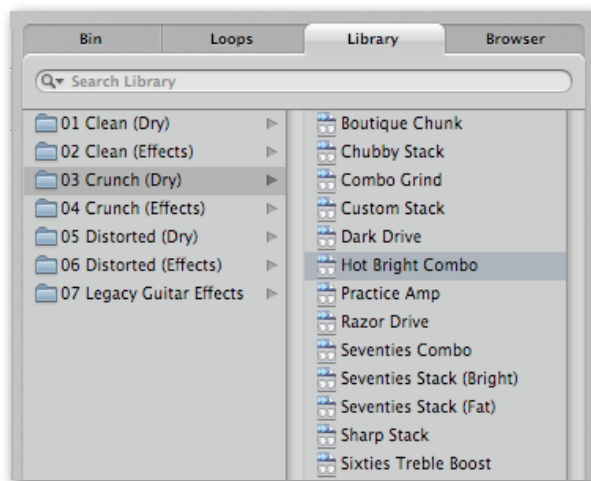 Bin Loops Library Browser
Search Library
01 Clean (Dry)
02 Clean (Effects)
03 Crunch (Dry)
04 Crunch (Effects)
05 Distorted (Dry)
06 Distorted (Effects)
07 Legacy Guitar Effects
Boutique Chunk
Chubby Stack
Combo Grind
Custom Stack
Dark Drive
Hot Bright Combo
Practice Amp
Razor Drive
Seventies Combo
Seventies Stack (Bright)
Seventies Stack (Fat)
Sharp Stack
Sixties Treble Boost